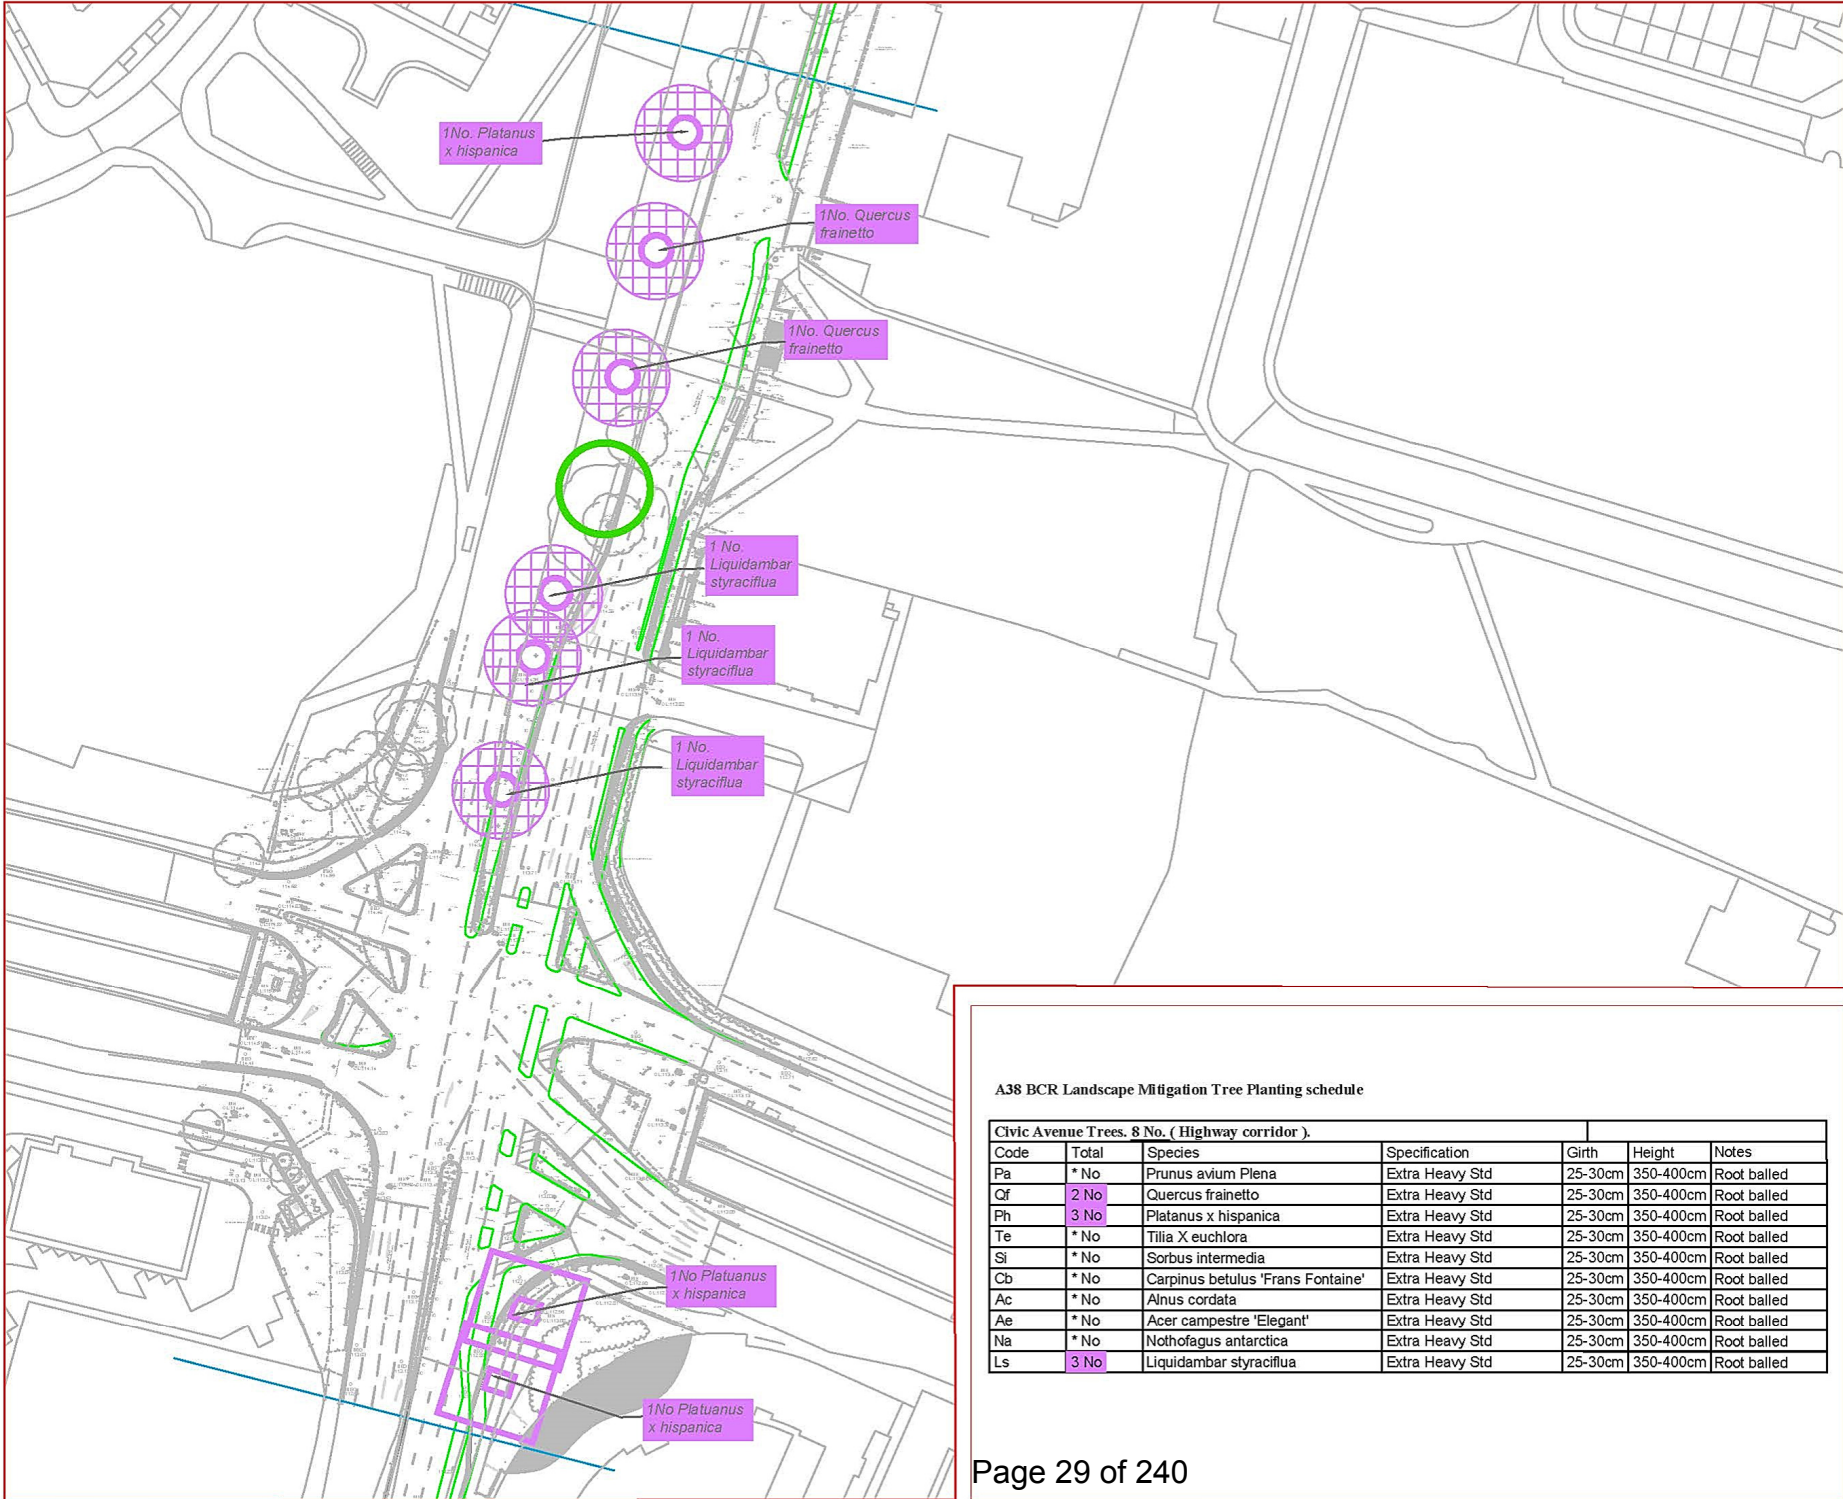 1No. Platanus
x hispanica
1No. Quercus
frainetto
1No. Quercus
frainetto
1 No.
Liquidambar
styraciflua
1 No.
Liquidambar
styraciflua
1 No.
Liquidambar
styraciflua
1No Platuanus
x hispanica
1No Platuanus
x hispanica
A38 BCR Landscape Mitigation Tree Planting schedule
Civic Avenue Trees. 8 No. ( Highway corridor ).
Code Total Species Specification Girth Height Notes
Pa * No Prunus avium Plena Extra Heavy Std 25-30cm 350-400cm Root balled
Qf 2 No Quercus frainetto Extra Heavy Std 25-30cm 350-400cm Root balled
Ph 3 No Platanus x hispanica Extra Heavy Std 25-30cm 350-400cm Root balled
Te * No Tilia X euchlora Extra Heavy Std 25-30cm 350-400cm Root balled
Si * No Sorbus intermedia Extra Heavy Std 25-30cm 350-400cm Root balled
Cb * No Carpinus betulus 'Frans Fontaine' Extra Heavy Std 25-30cm 350-400cm Root balled
Ac * No Alnus cordata Extra Heavy Std 25-30cm 350-400cm Root balled
Ae * No Acer campestre 'Elegant' Extra Heavy Std 25-30cm 350-400cm Root balled
Na * No Nothofagus antarctica Extra Heavy Std 25-30cm 350-400cm Root balled
Ls 3 No Liquidambar styraciflua Extra Heavy Std 25-30cm 350-400cm Root balled
Page 29 of 240